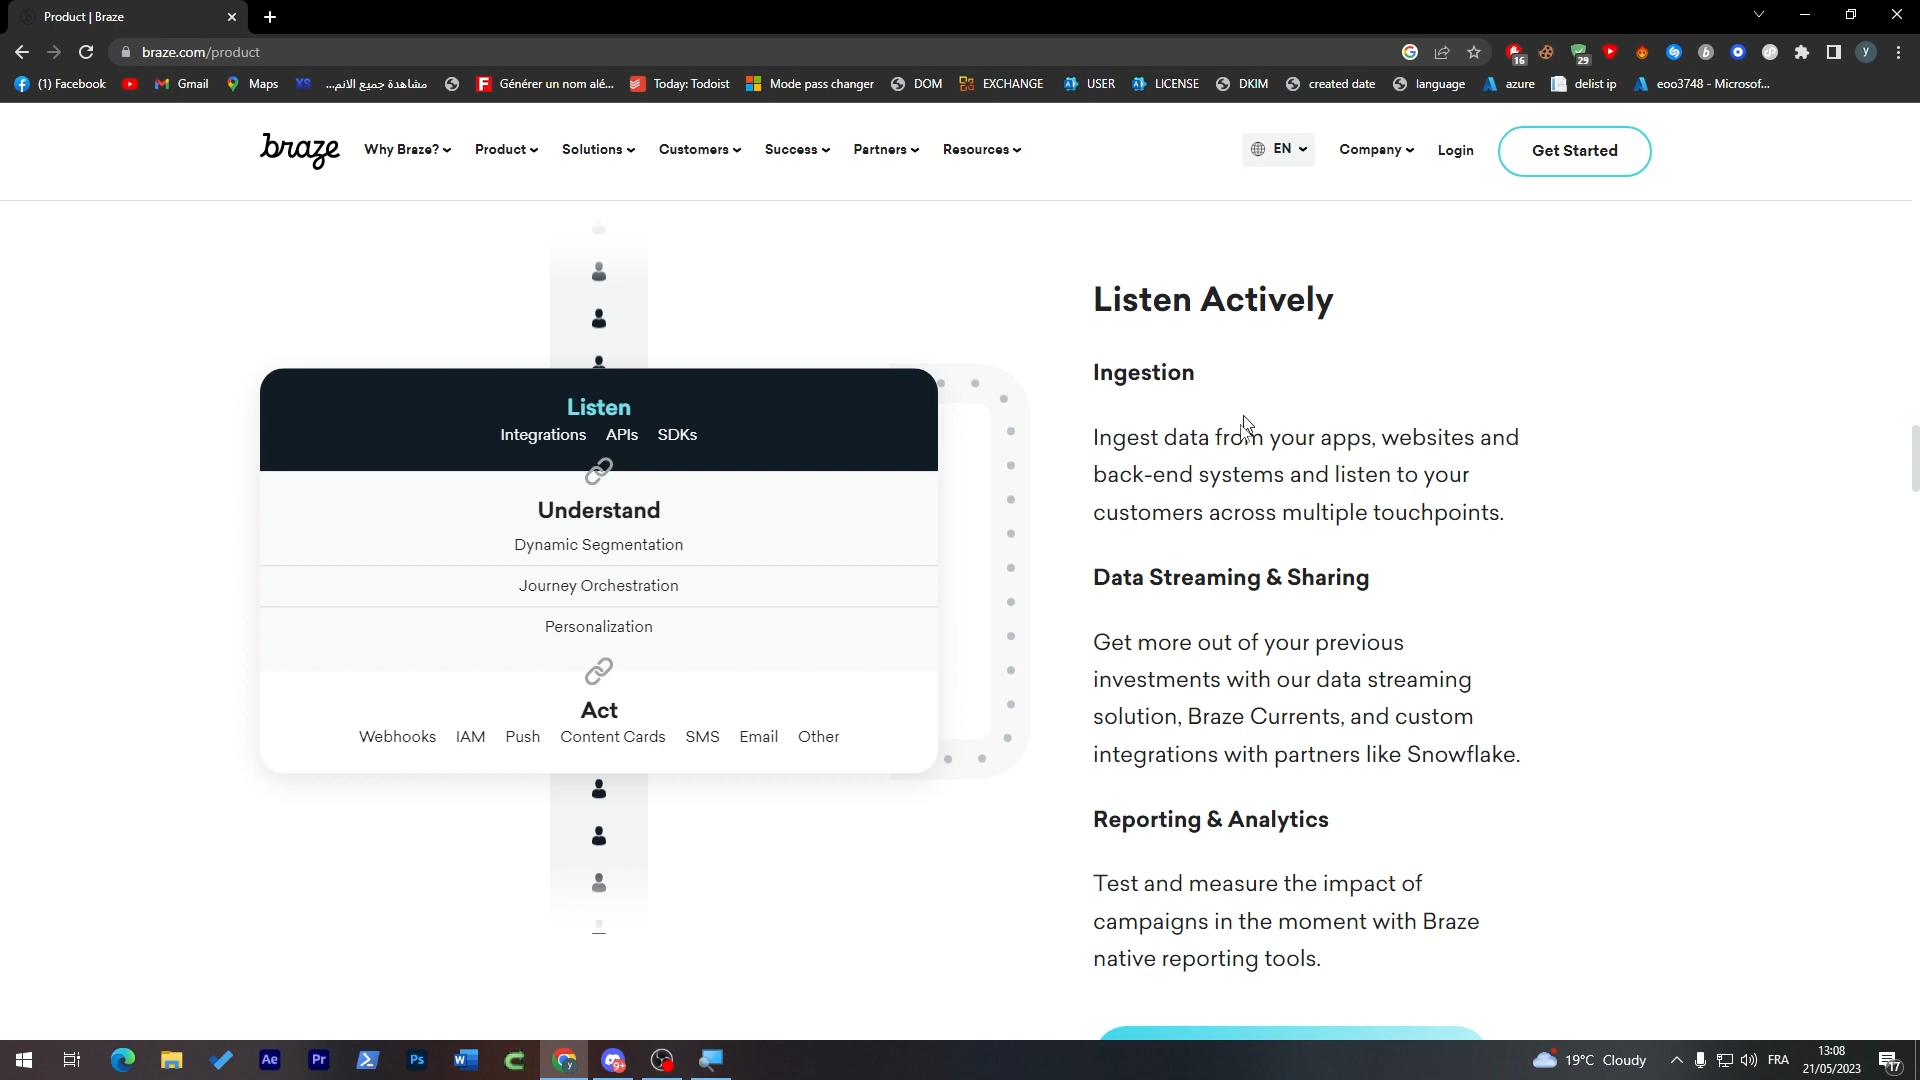 Product | Braze
braze.com/product
16
29
(1) Facebook
Gmail
Maps
XS
مشاهدة جميع الانم...
Générer un nom alé...
Today: Todoist
Mode pass changer
DOM
EXCHANGE
USER
LICENSE
DKIM
created date
language
azure
delist ip
eoo3748 - Microsof...
braze
Why Braze?
Product
Solutions
Customers
Success
Partners
Resources
EN
Company
Login
Get Started
Listen
Integrations APIs SDKs
Understand
Dynamic Segmentation
Journey Orchestration
Personalization
Act
Webhooks IAM Push Content Cards SMS Email Other
Listen Actively
Ingestion
Ingest data from your apps, websites and
back-end systems and listen to your
customers across multiple touchpoints.
Data Streaming & Sharing
Get more out of your previous
investments with our data streaming
solution, Braze Currents, and custom
integrations with partners like Snowflake.
Reporting & Analytics
Test and measure the impact of
campaigns in the moment with Braze
native reporting tools.
Ae
Pr
Ps
19°C Cloudy
FRA
13:08
21/05/2023
17